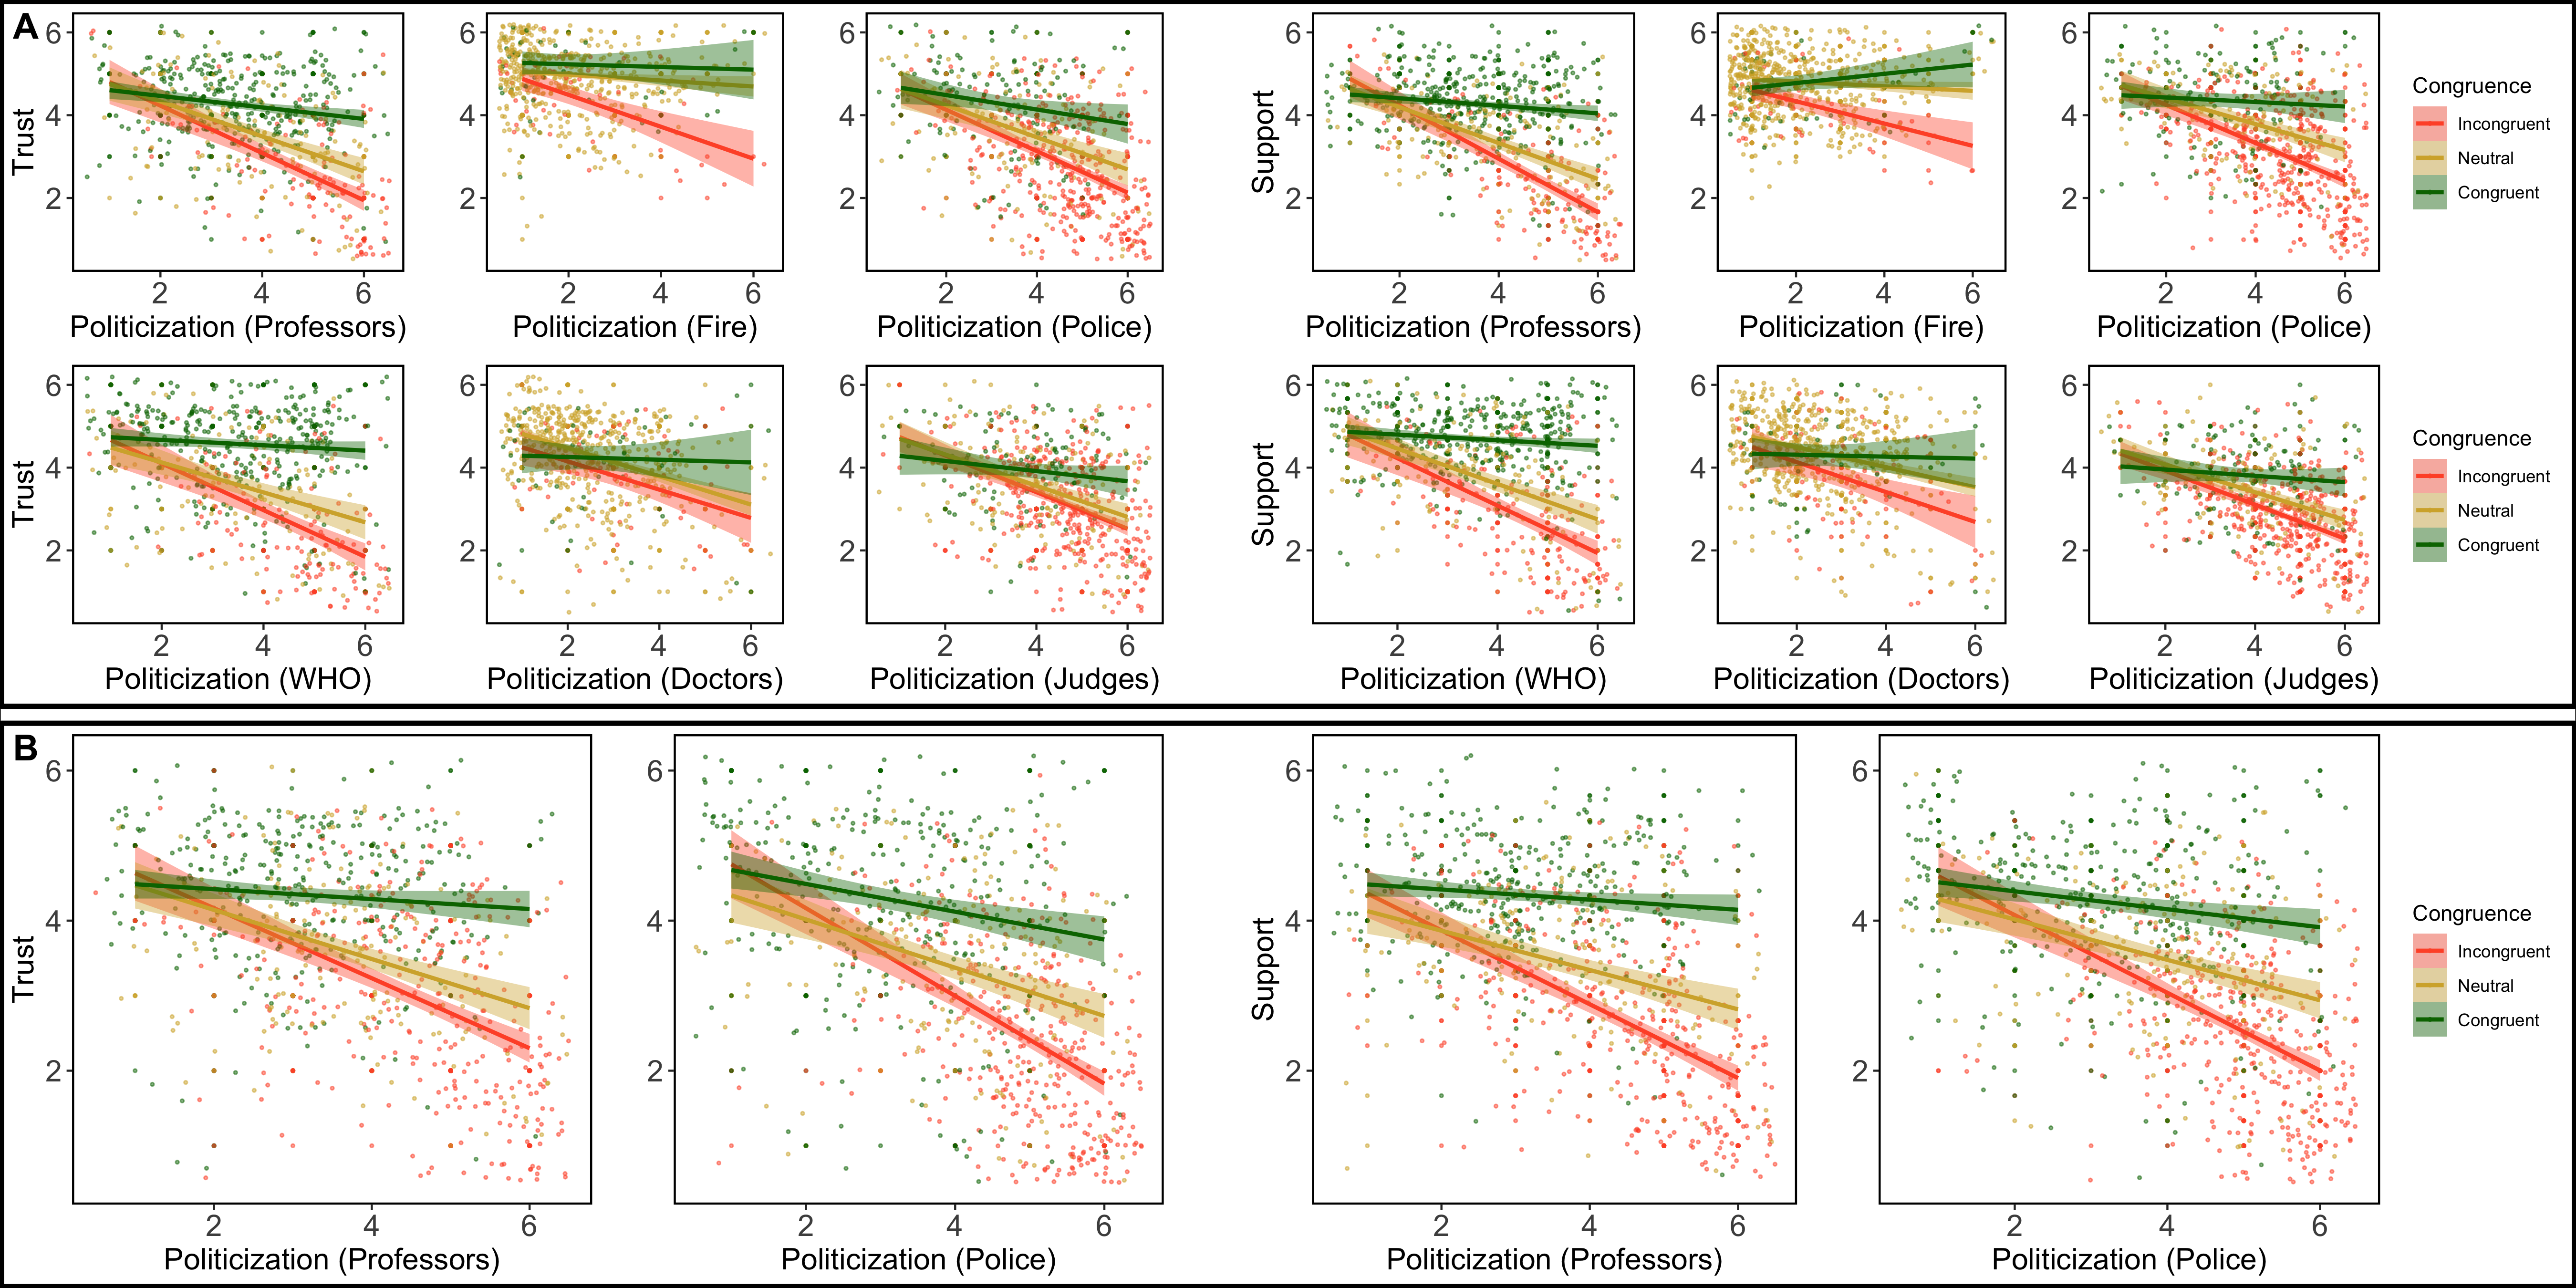 A
Trust
6
4
2
2 4 6
Politicization (Professors)
6
4
2
2 4 6
Politicization (Fire)
6
4
2
2 4 6
Politicization (Police)
Support
6
4
2
2 4 6
Politicization (Professors)
6
4
2
2 4 6
Politicization (Fire)
6
4
2
2 4 6
Politicization (Police)
Congruence
Incongruent
Neutral
Congruent
Trust
6
4
2
2 4 6
Politicization (WHO)
6
4
2
2 4 6
Politicization (Doctors)
6
4
2
2 4 6
Politicization (Judges)
Support
6
4
2
2 4 6
Politicization (WHO)
6
4
2
2 4 6
Politicization (Doctors)
6
4
2
2 4 6
Politicization (Judges)
Congruence
Incongruent
Neutral
Congruent
B
Trust
6
4
2
2 4 6
Politicization (Professors)
6
4
2
2 4 6
Politicization (Police)
Support
6
4
2
2 4 6
Politicization (Professors)
6
4
2
2 4 6
Politicization (Police)
Congruence
Incongruent
Neutral
Congruent